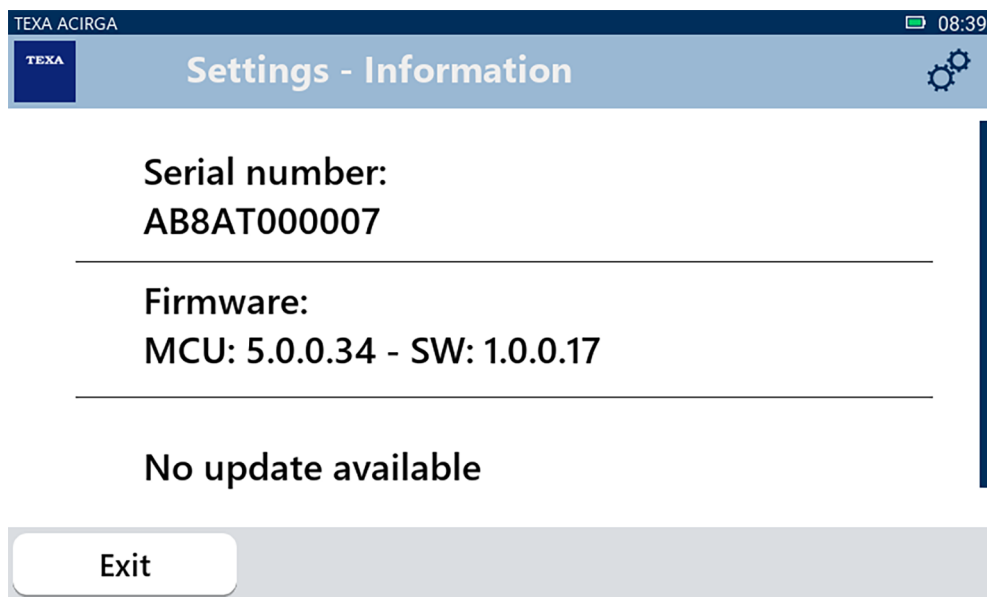 TEXA ACIRGA
08:39
TEXA
Settings - Information
Serial number:
AB8AT000007
Firmware:
MCU: 5.0.0.34 - SW: 1.0.0.17
No update available
Exit